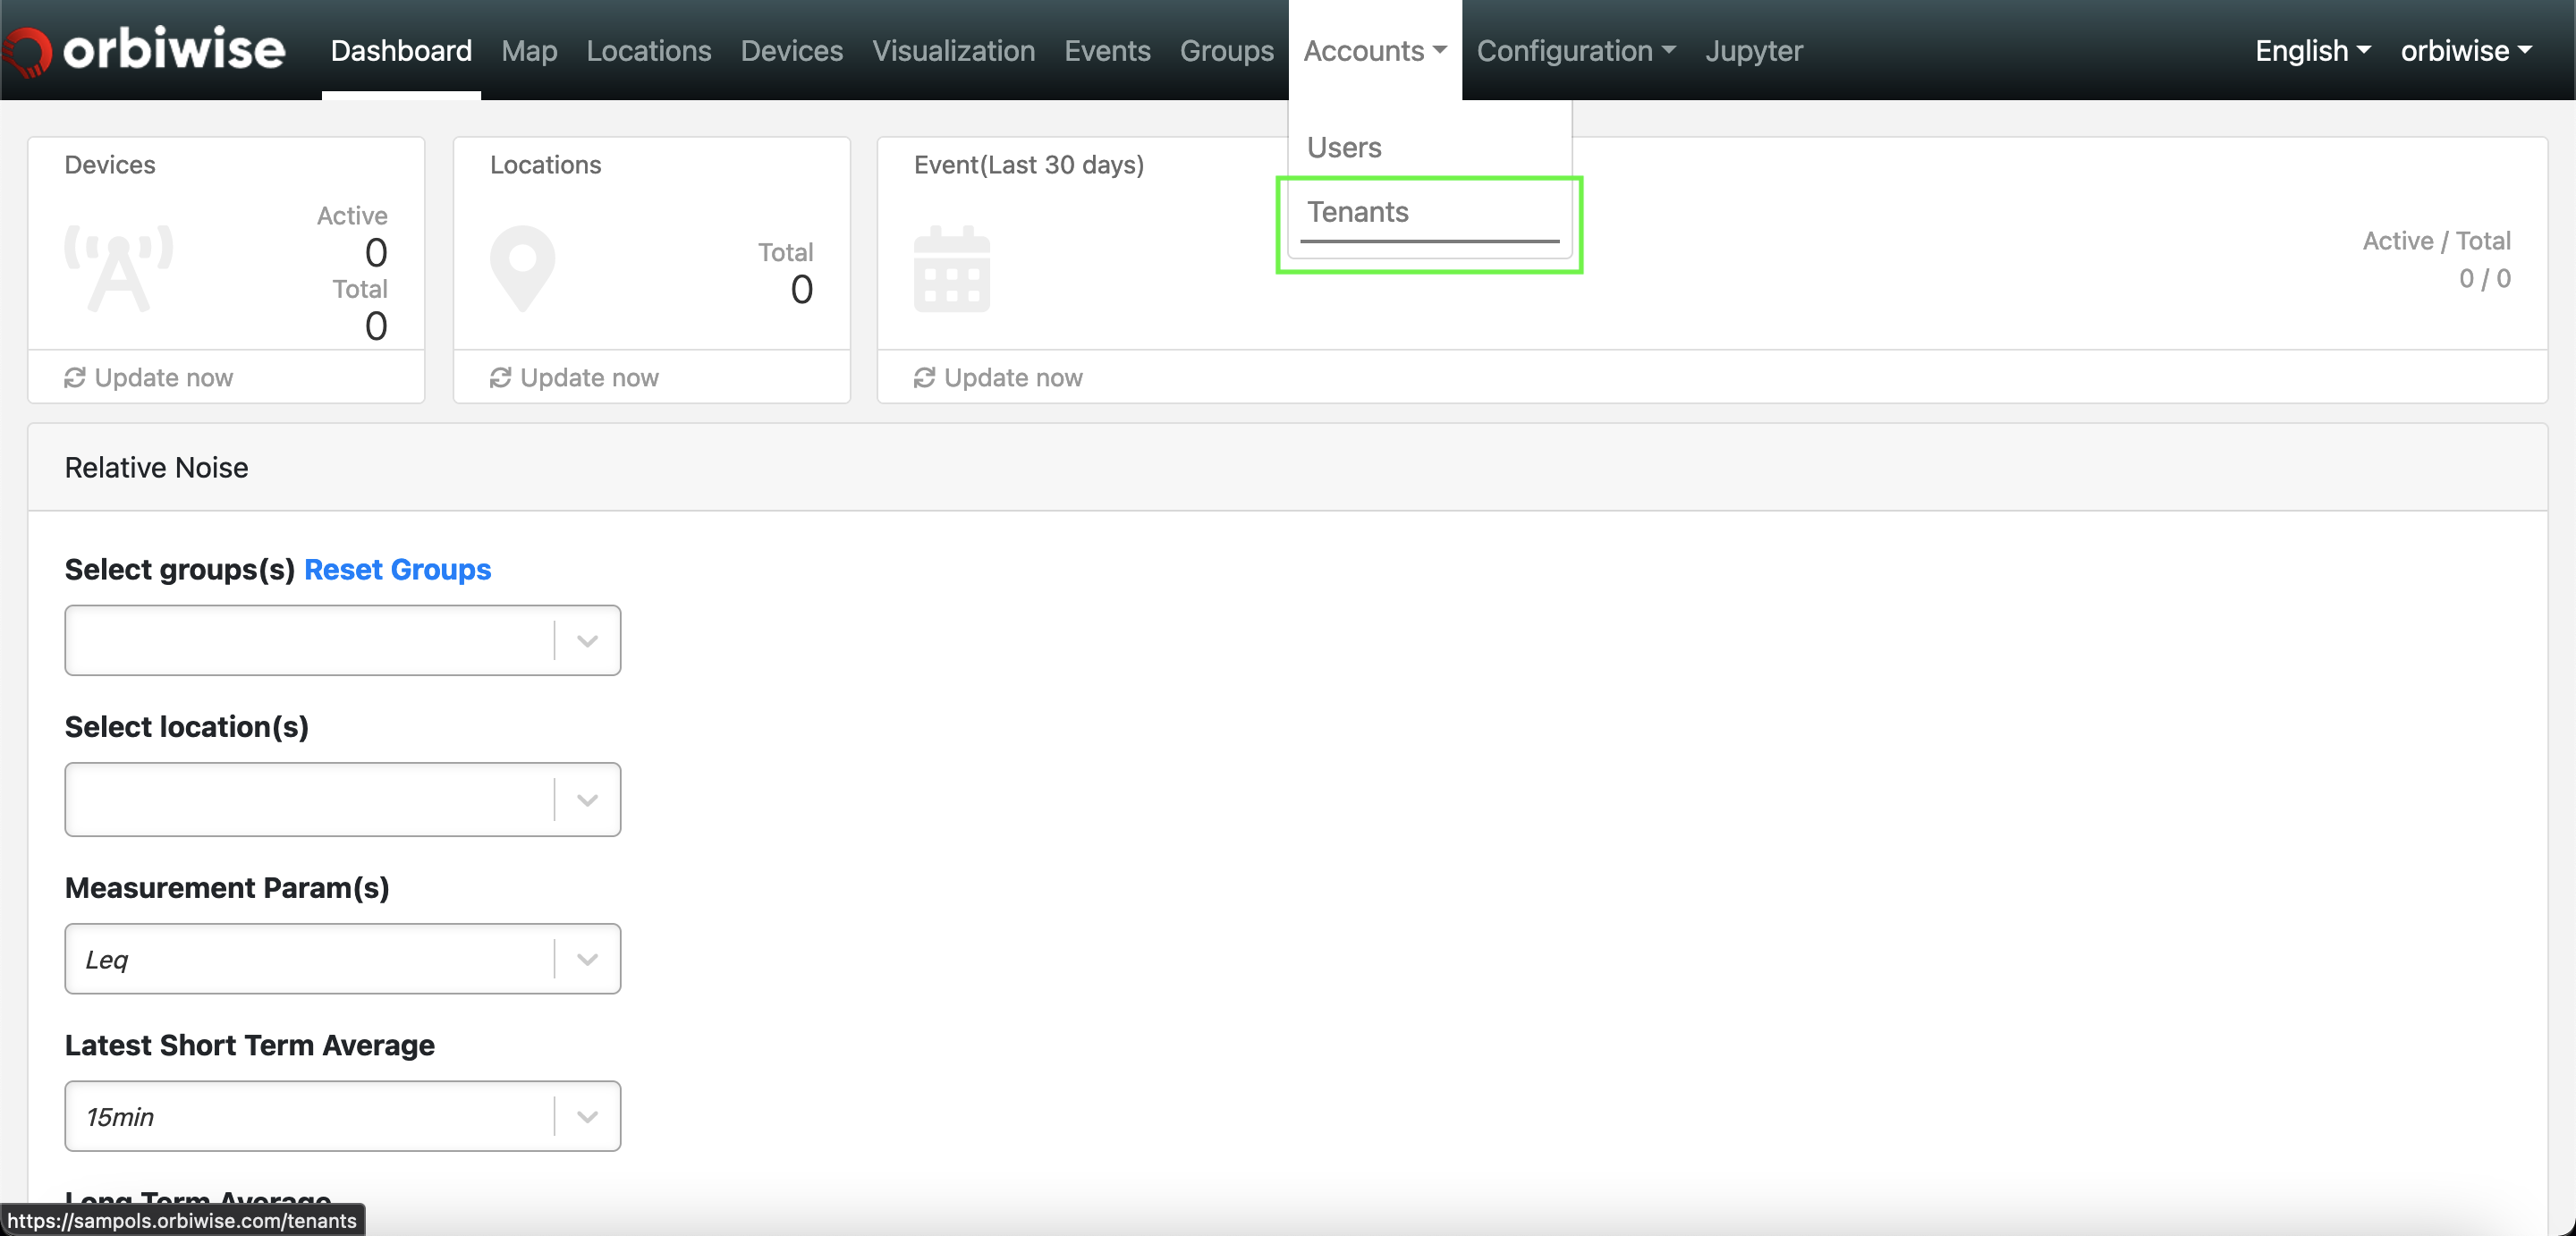 orbiwise Dashboard Map Locations Devices Visualization Events Groups Accounts Configuration Jupyter English orbiwise
Users
Tenants
Devices
Active
0
Total
0
Update now
Locations
Total
0
Update now
Event(Last 30 days)
Active / Total
0 / 0
Update now
Relative Noise
Select groups(s) Reset Groups
Select location(s)
Measurement Param(s)
Leq
Latest Short Term Average
15min
Long Term Average
https://sampols.orbiwise.com/tenants